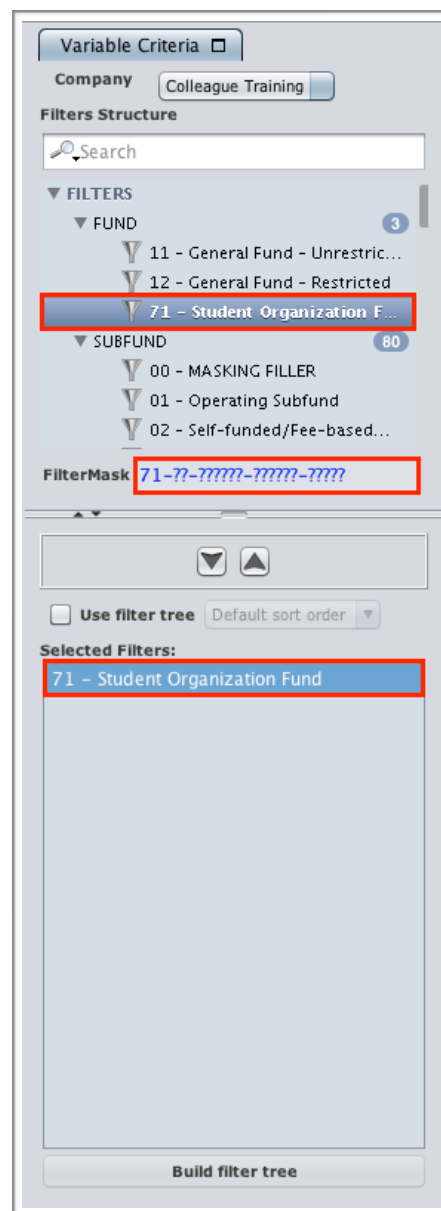 Variable Criteria
Company Colleague Training
Filters Structure
Search
FILTERS
FUND 3
11 - General Fund - Unrestric...
12 - General Fund - Restricted
71 - Student Organization F...
SUBFUND 80
00 - MASKING FILLER
01 - Operating Subfund
02 - Self-funded/Fee-based...
FilterMask 71-??-??????-??????-?????
Use filter tree Default sort order
Selected Filters:
71 - Student Organization Fund
Build filter tree